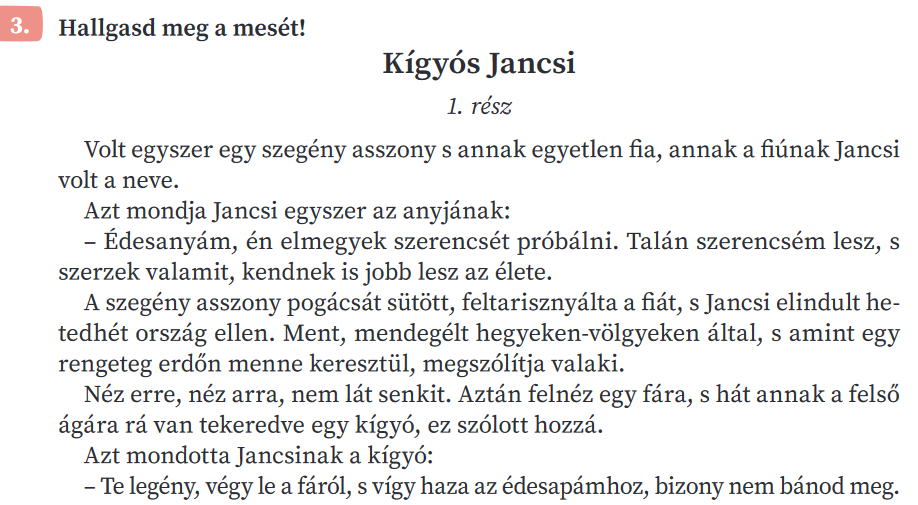 3. Hallgasd meg a mesét!
Kígyós Jancsi
1. rész
Volt egyszer egy szegény asszony s annak egyetlen fia, annak a fiúnak Jancsi
volt a neve.
Azt mondja Jancsi egyszer az anyjának:
– Édesanyám, én elmegyek szerencsét próbálni. Talán szerencsém lesz, s
szerzek valamit, kendnek is jobb lesz az élete.
A szegény asszony pogácsát sütött, feltarisznyálta a fiát, s Jancsi elindult he-
tedhét ország ellen. Ment, mendegélt hegyeken-völgyeken által, s amint egy
rengeteg erdőn menne keresztül, megszólítja valaki.
Néz erre, néz arra, nem lát senkit. Aztán felnéz egy fára, s hát annak a felső
ágára rá van tekeredve egy kígyó, ez szólott hozzá.
Azt mondotta Jancsinak a kígyó:
– Te legény, végy le a fáról, s vígy haza az édesapámhoz, bizony nem bánod meg.